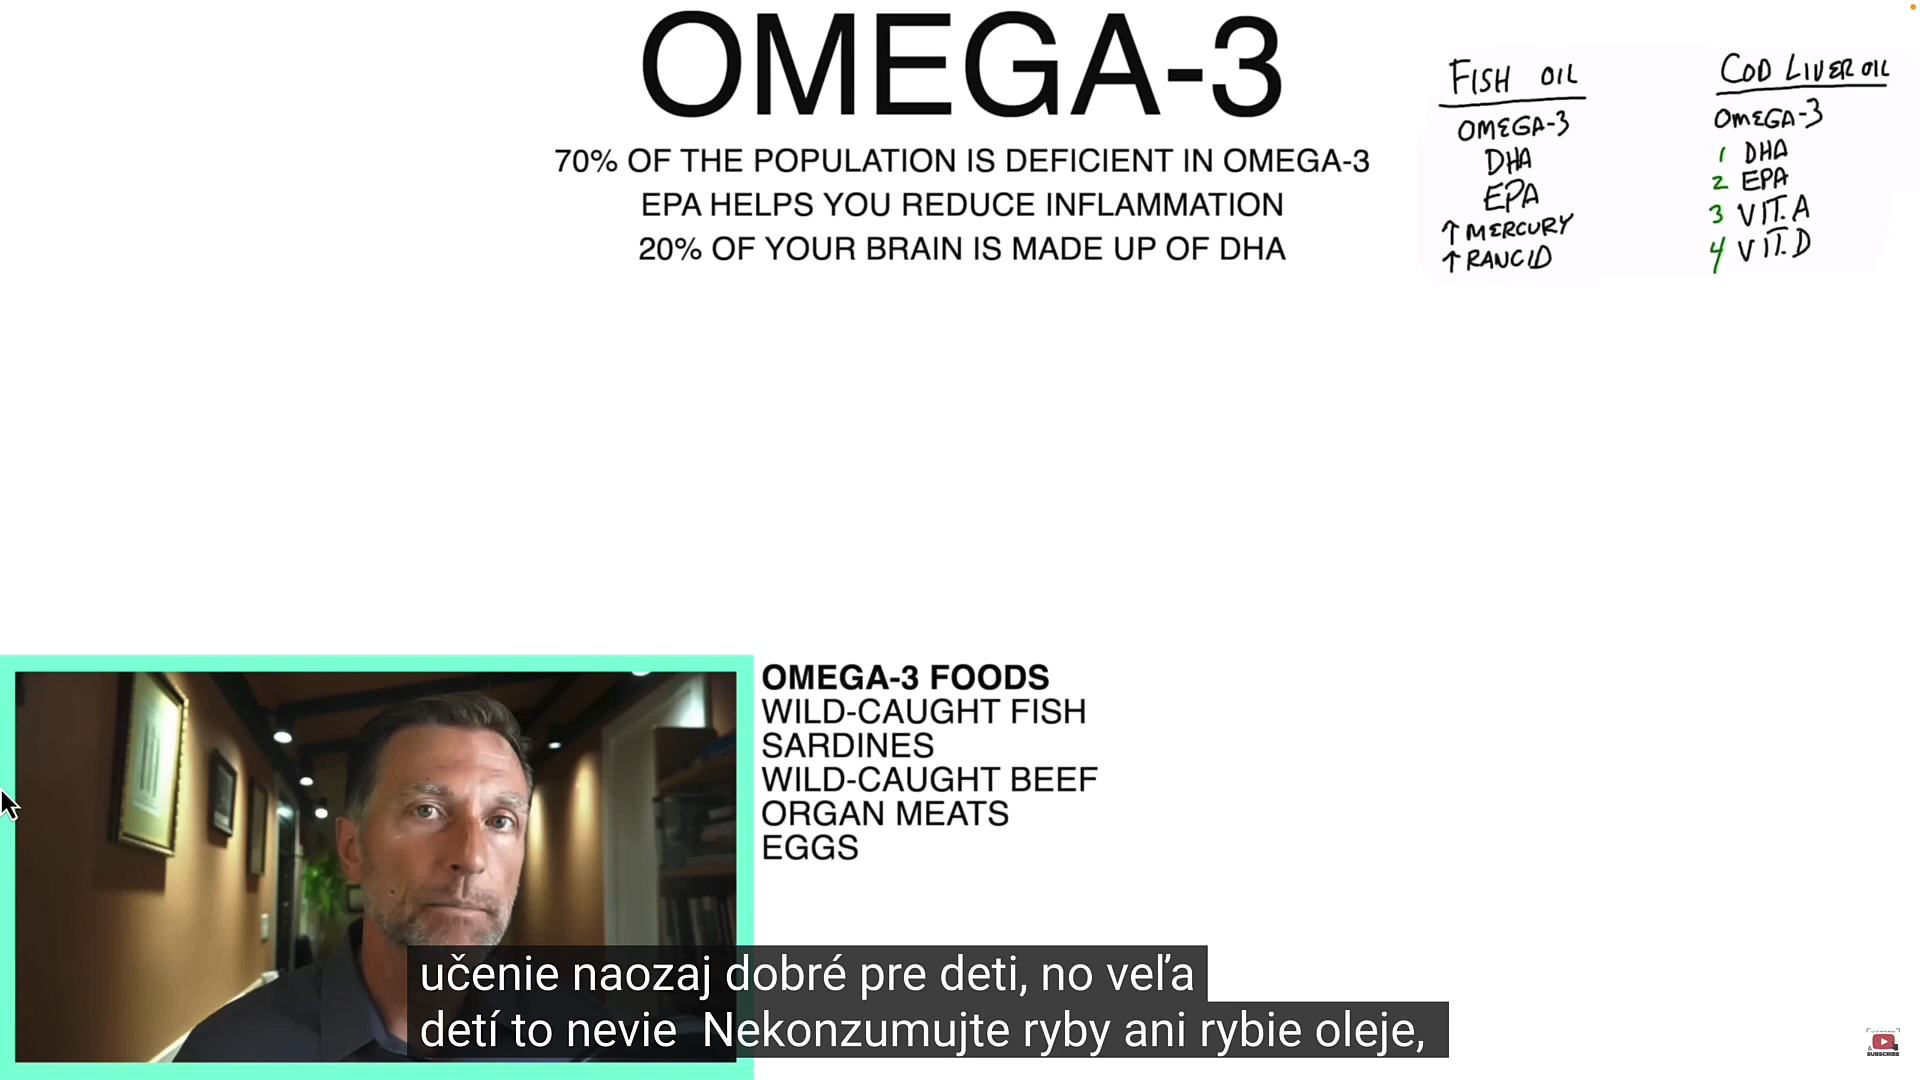 OMEGA-3
70% OF THE POPULATION IS DEFICIENT IN OMEGA-3
EPA HELPS YOU REDUCE INFLAMMATION
20% OF YOUR BRAIN IS MADE UP OF DHA
FISH OIL
OMEGA-3
DHA
EPA
↑ MERCURY
↑ RANCID
COD LIVER OIL
OMEGA-3
1 DHA
2 EPA
3 VIT. A
4 VIT. D
OMEGA-3 FOODS
WILD-CAUGHT FISH
SARDINES
WILD-CAUGHT BEEF
ORGAN MEATS
EGGS
učenie naozaj dobré pre deti, no veľa
detí to nevie Nekonzumujte ryby ani rybie oleje,
SUBSCRIBE